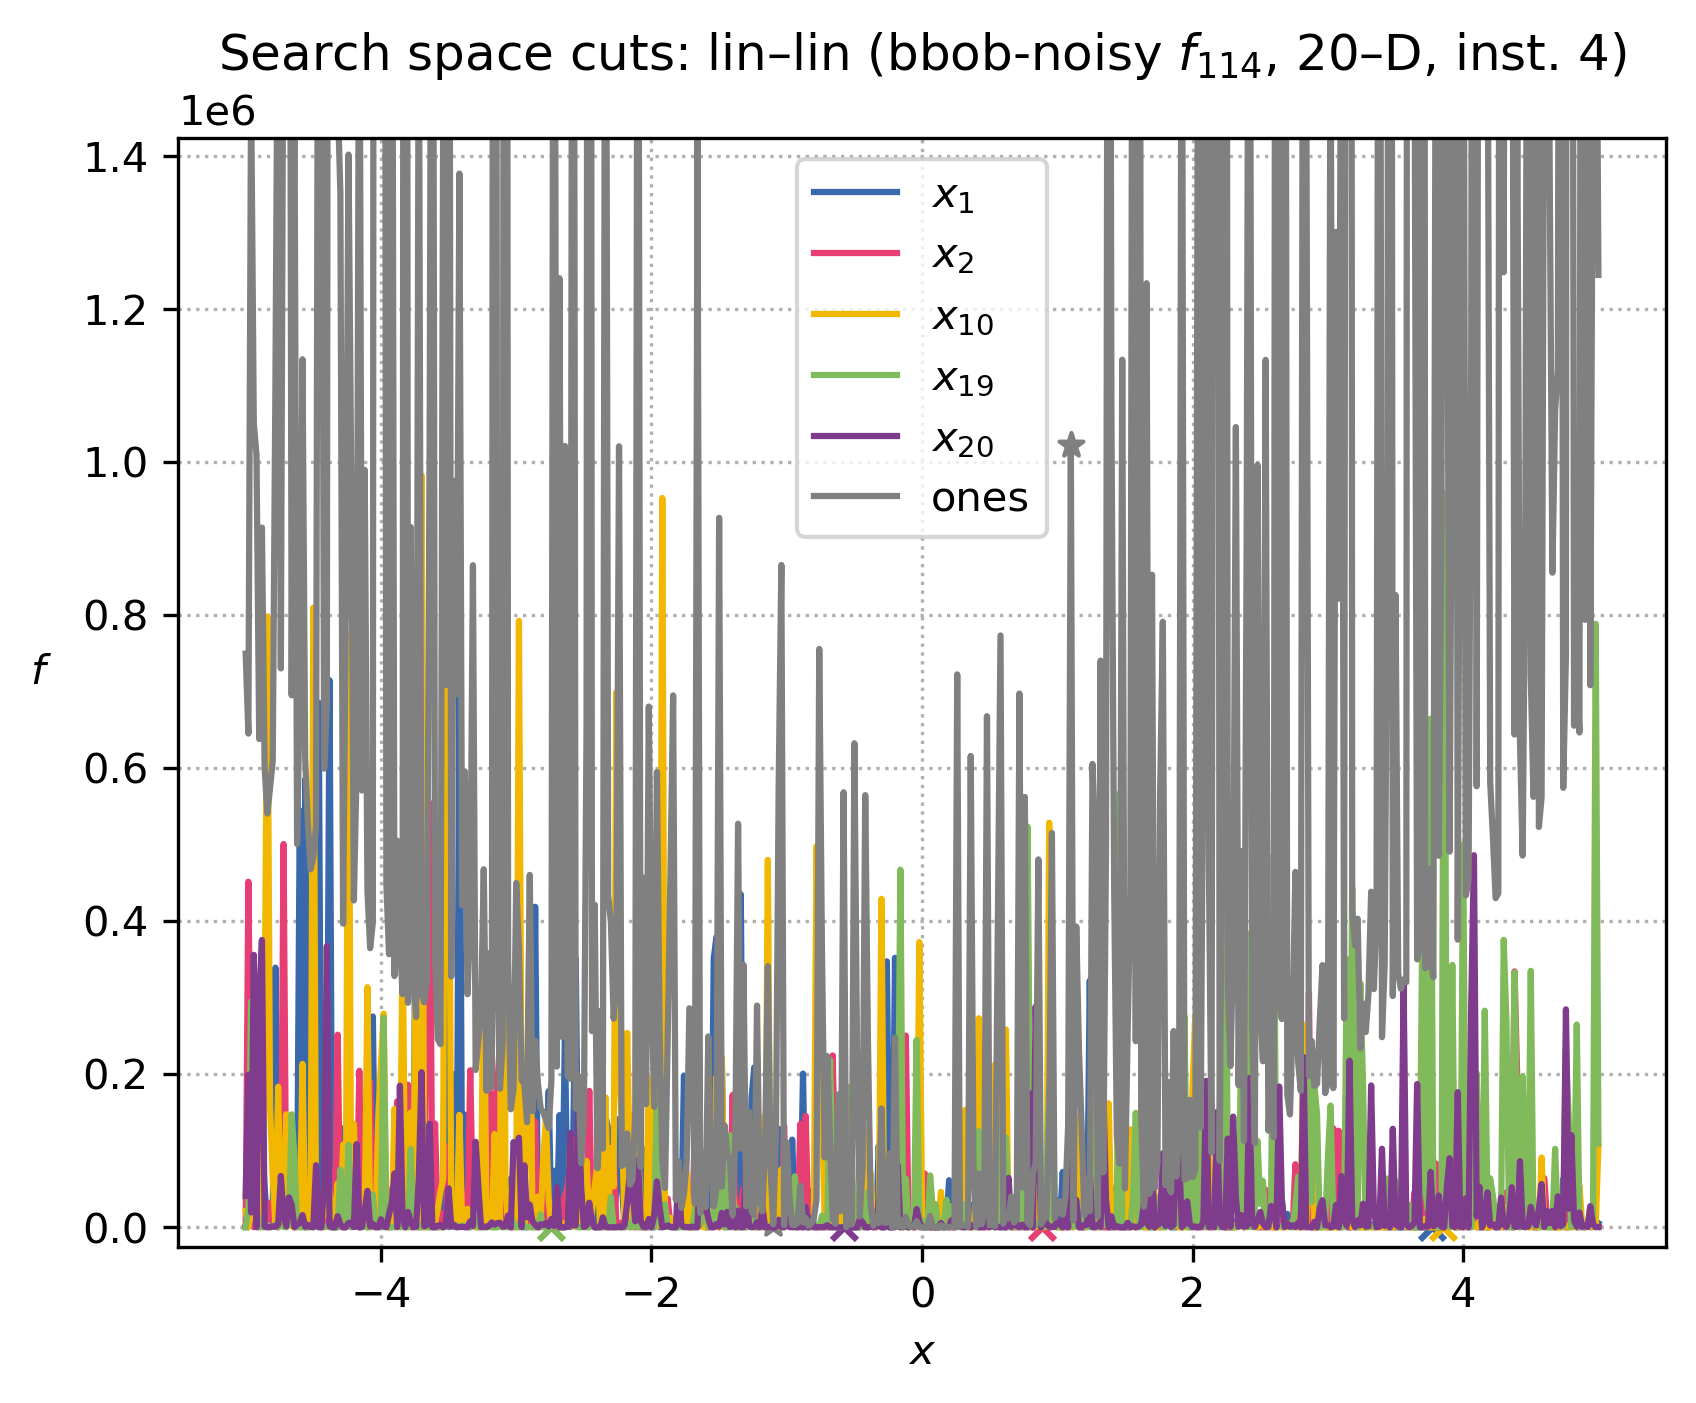 Search space cuts: lin–lin (bbob-noisy f₁₁₄, 20–D, inst. 4)
1e6
1.4
1.2
1.0
0.8
0.6
0.4
0.2
0.0
f
x₁
x₂
x₁₀
x₁₉
x₂₀
ones
−4
−2
0
2
4
x